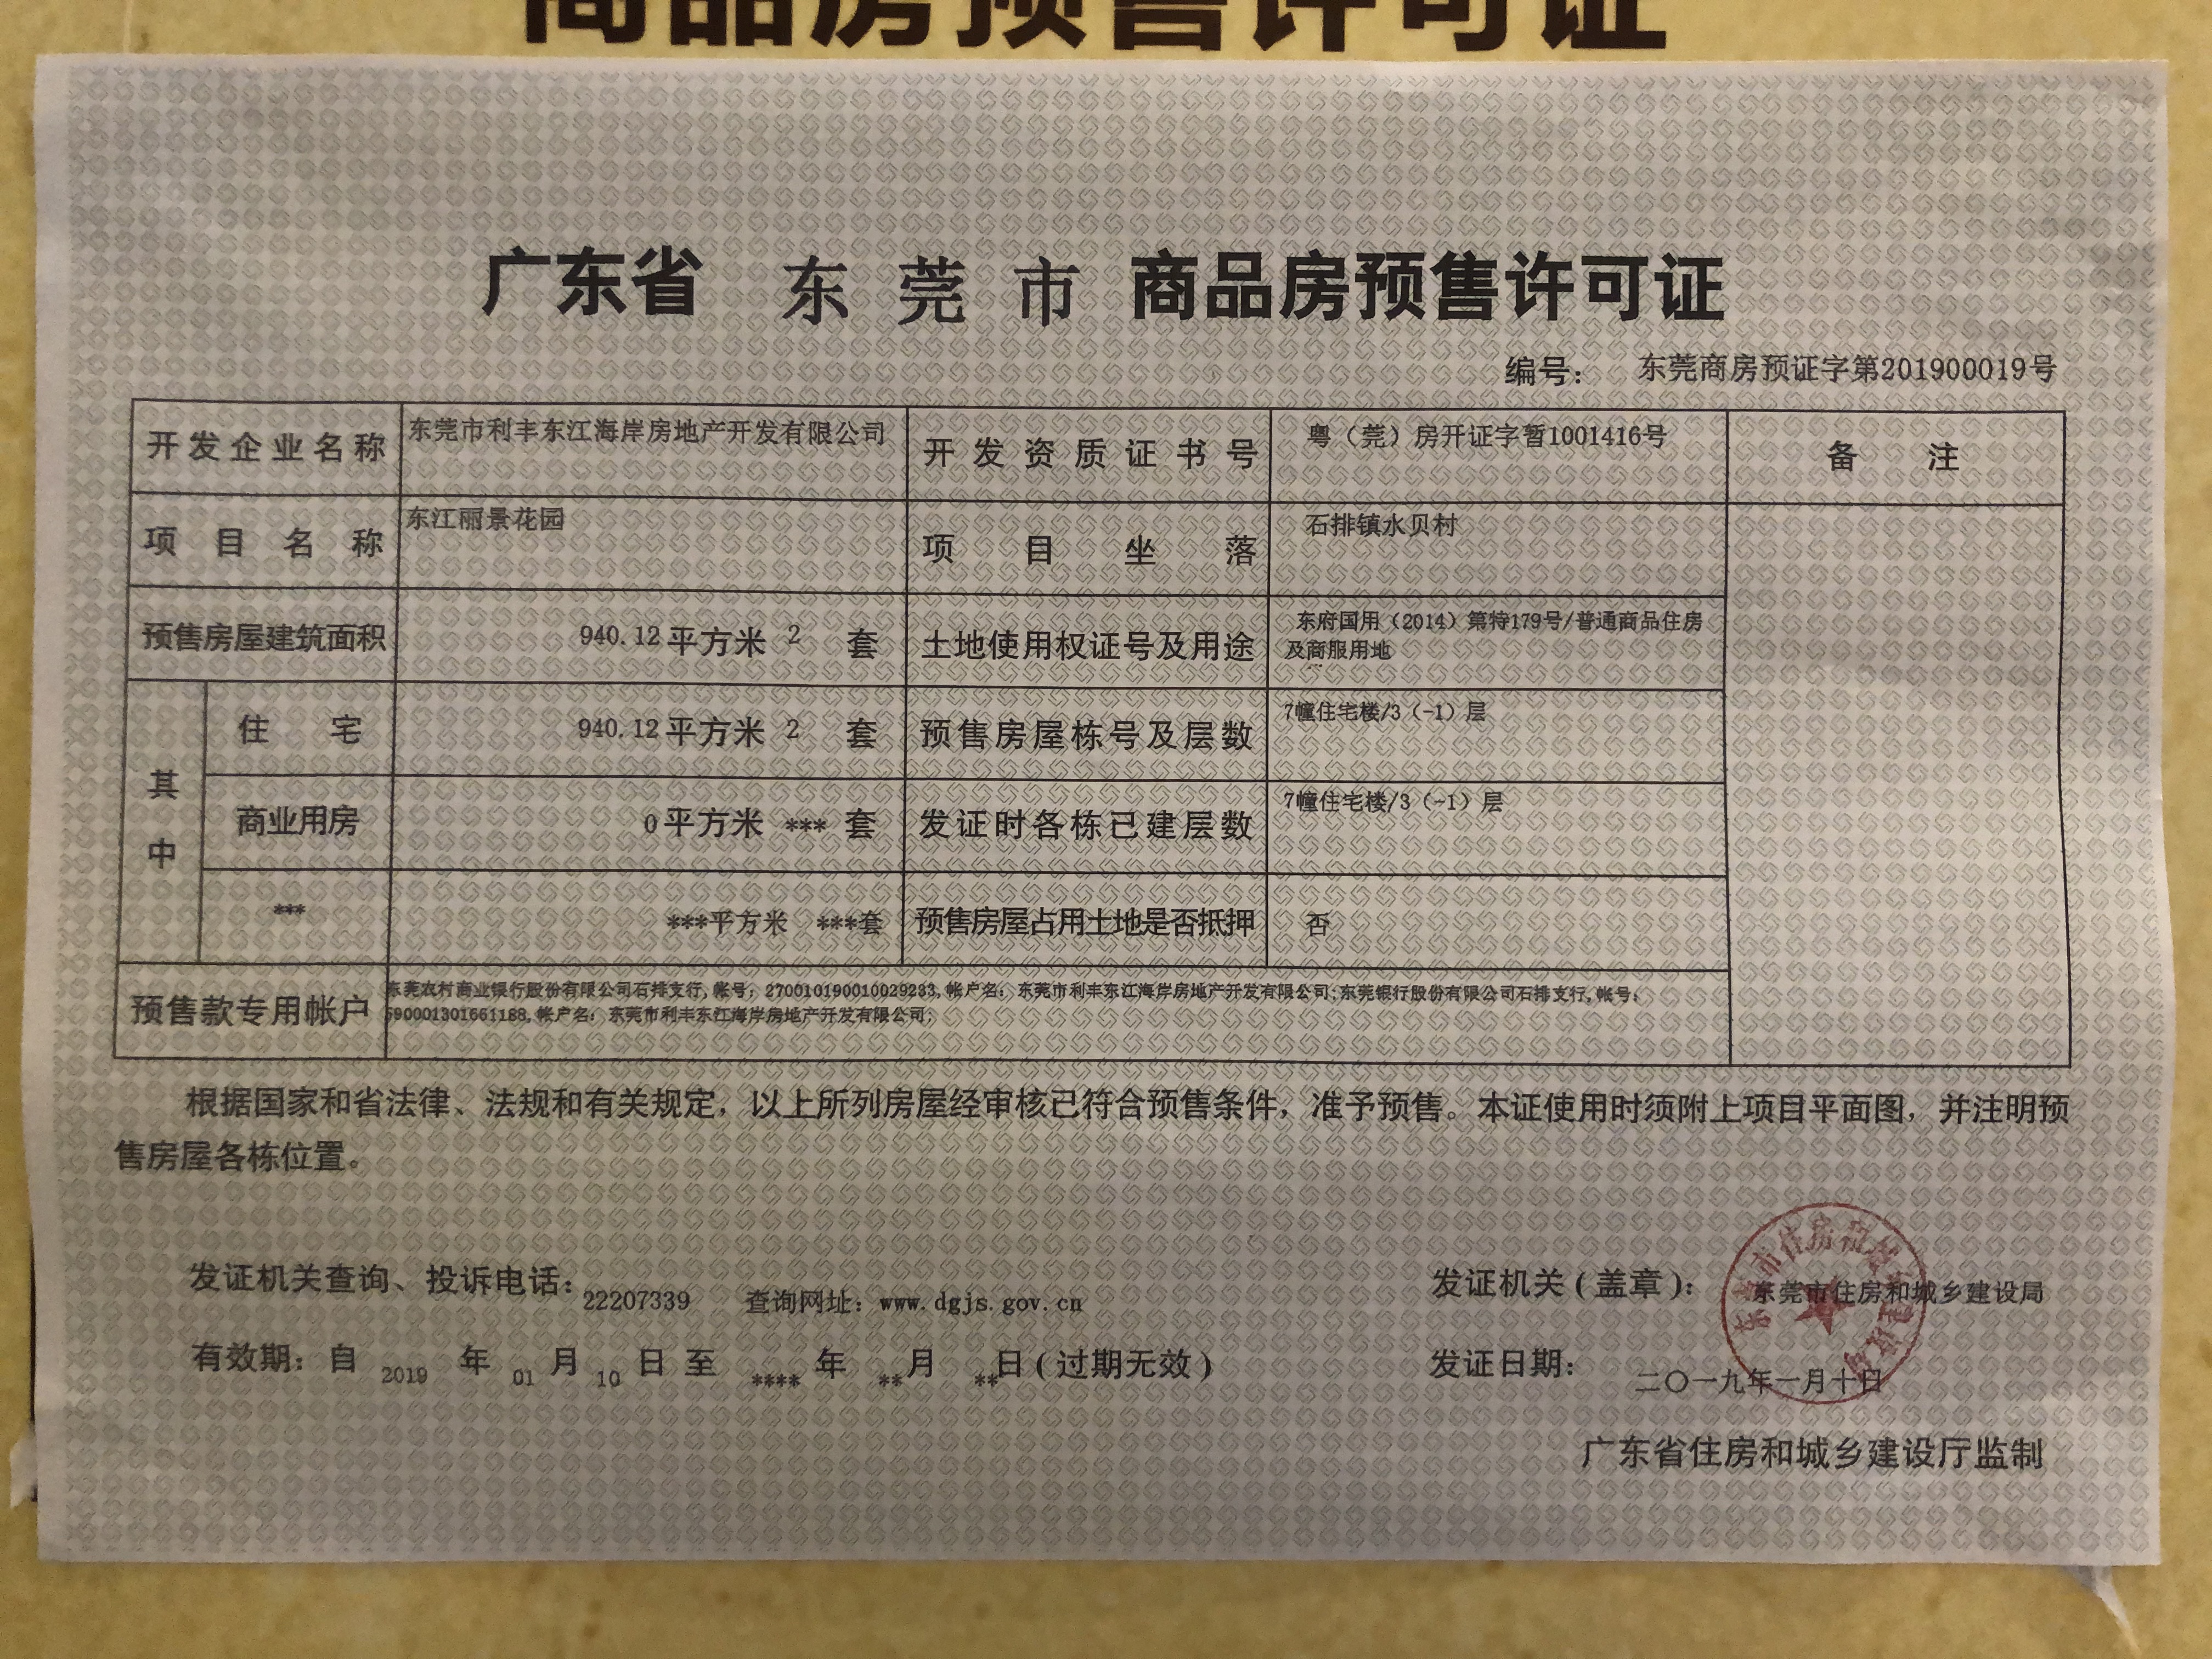 商品房预售许可证
广东省 东莞市 商品房预售许可证
编号： 东莞商房预证字第201900019号
开发企业名称 东莞市利丰东江海岸房地产开发有限公司 开发资质证书号 粤（莞）房开证字暂1001416号 备注
项目名称 东江丽景花园 项目坐落 石排镇水贝村
预售房屋建筑面积 940.12平方米 2 套 土地使用权证号及用途 东府国用（2014）第特179号/普通商品住房
及商服用地
其中 住宅 940.12平方米 2 套 预售房屋栋号及层数 7幢住宅楼/3（-1）层
商业用房 0平方米 *** 套 发证时各栋已建层数 7幢住宅楼/3（-1）层
*** ***平方米 ***套 预售房屋占用土地是否抵押 否
预售款专用帐户 东莞农村商业银行股份有限公司石排支行,帐号：270010190010029233,帐户名：东莞市利丰东江海岸房地产开发有限公司;东莞银行股份有限公司石排支行,帐号：
590001301661188,帐户名：东莞市利丰东江海岸房地产开发有限公司;
根据国家和省法律、法规和有关规定，以上所列房屋经审核已符合预售条件，准予预售。本证使用时须附上项目平面图，并注明预
售房屋各栋位置。
发证机关查询、投诉电话：22207339 查询网址：www.dgjs.gov.cn 发证机关（盖章）： 东莞市住房和城乡建设局
有效期：自 2019 年 01 月 10 日 至 **** 年 ** 月 ** 日（过期无效） 发证日期： 二〇一九年一月十日
广东省住房和城乡建设厅监制